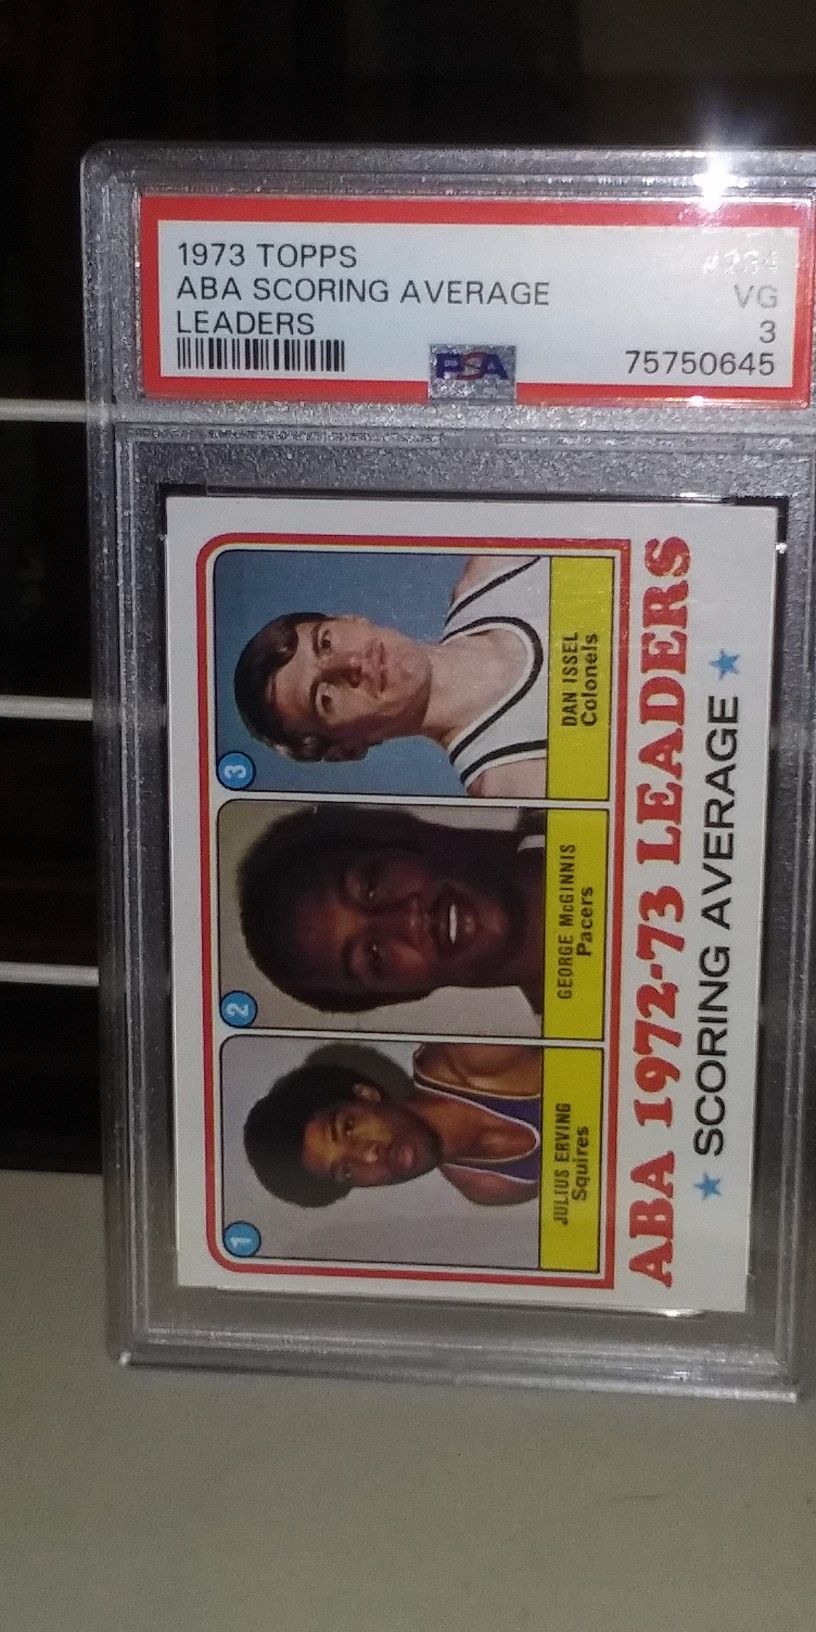 1973 TOPPS
#234
ABA SCORING AVERAGE
VG
LEADERS
3
PSA
75750645
1
JULIUS ERVING
Squires
2
GEORGE McGINNIS
Pacers
3
DAN ISSEL
Colonels
ABA 1972-73 LEADERS
★ SCORING AVERAGE ★